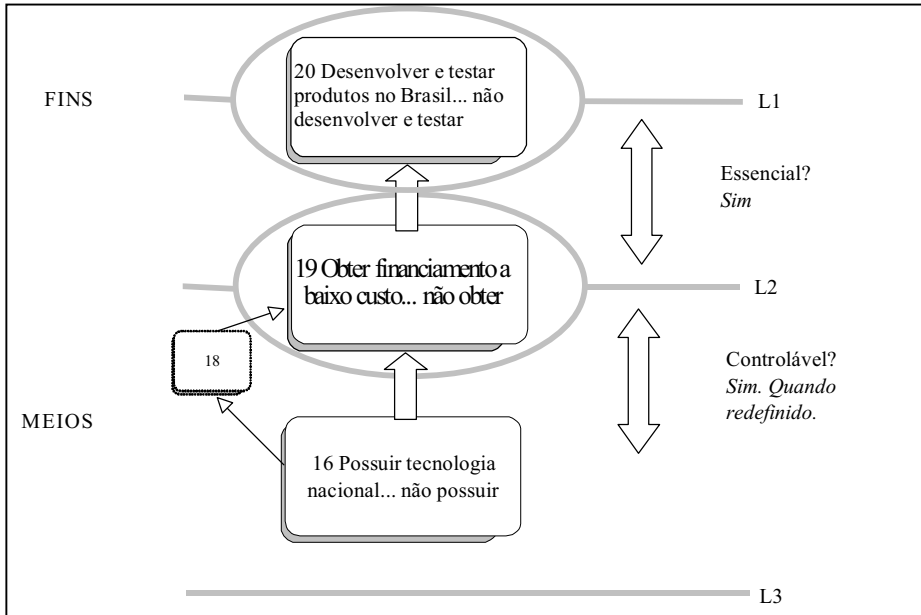 20 Desenvolver e testar
produtos no Brasil... não
desenvolver e testar
FINS
L1
Essencial?
Sim
19 Obter financiamento a
baixo custo... não obter
L2
18
Controlável?
Sim. Quando
redefinido.
MEIOS
16 Possuir tecnologia
nacional... não possuir
L3